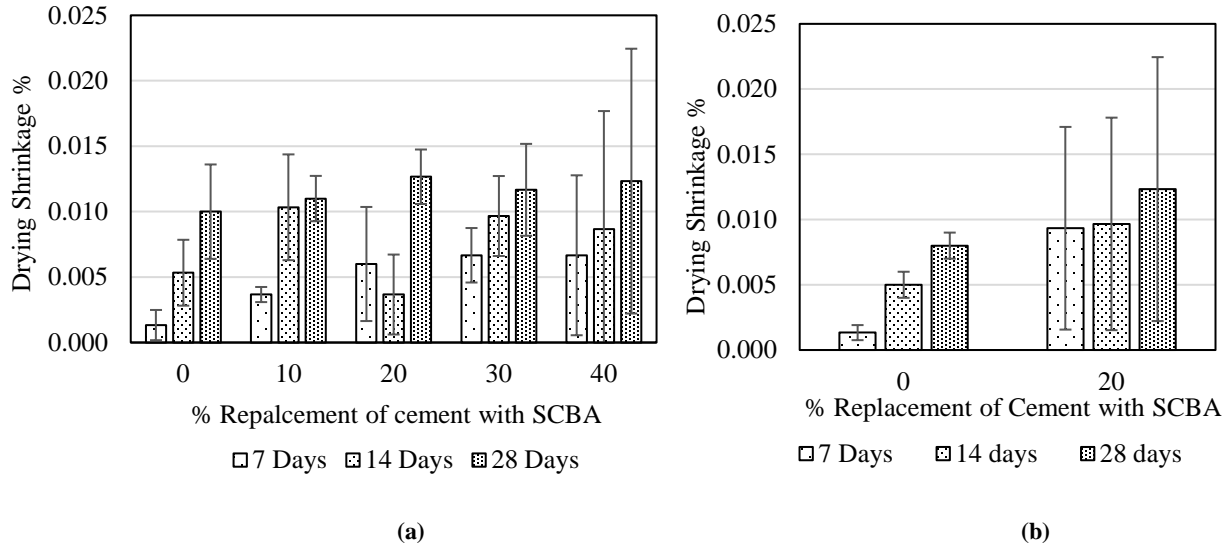 0.025
0.020
0.015
0.010
0.005
0.000
Drying Shrinkage %
0 10 20 30 40
% Repalcement of cement with SCBA
7 Days 14 Days 28 Days
(a)
0.025
0.020
0.015
0.010
0.005
0.000
Drying Shrinkage %
0 20
% Replacement of Cement with SCBA
7 Days 14 days 28 days
(b)